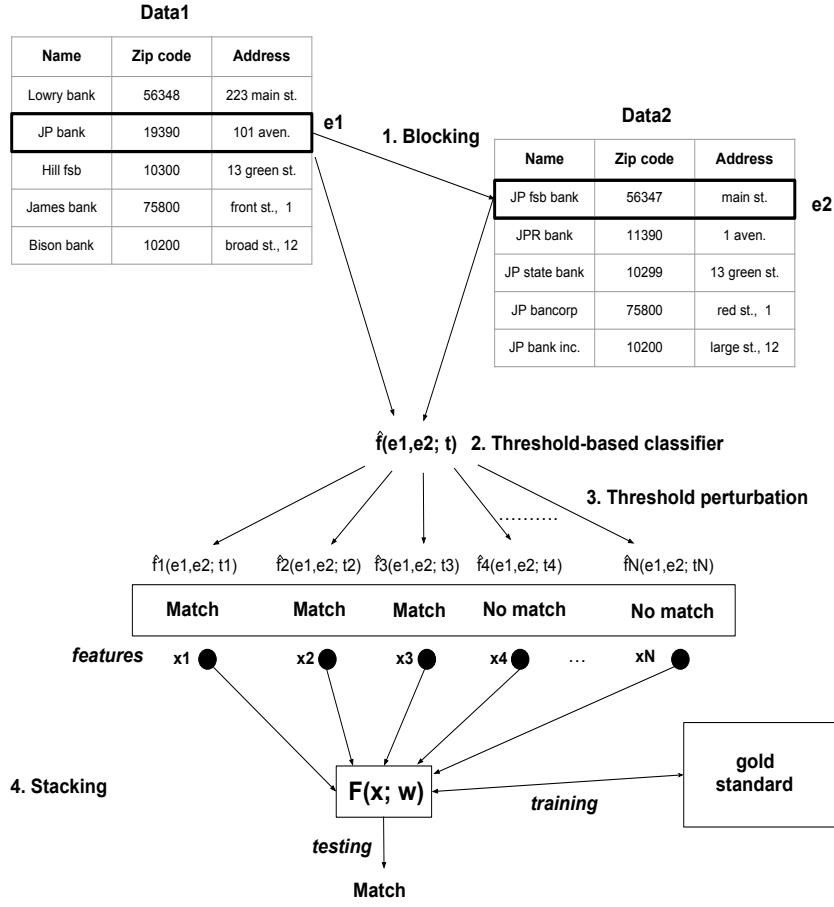 Data1
Name Zip code Address
Lowry bank 56348 223 main st.
JP bank 19390 101 aven.
Hill fsb 10300 13 green st.
James bank 75800 front st., 1
Bison bank 10200 broad st., 12
e1
1. Blocking
Data2
Name Zip code Address
JP fsb bank 56347 main st.
JPR bank 11390 1 aven.
JP state bank 10299 13 green st.
JP bancorp 75800 red st., 1
JP bank inc. 10200 large st., 12
e2
f̂(e1,e2; t) 2. Threshold-based classifier
3. Threshold perturbation
..........
f̂1(e1,e2; t1) f̂2(e1,e2; t2) f̂3(e1,e2; t3) f̂4(e1,e2; t4) f̂N(e1,e2; tN)
Match Match Match No match No match
features x1 x2 x3 x4 ... xN
4. Stacking
F(x; w)
training
gold
standard
testing
Match